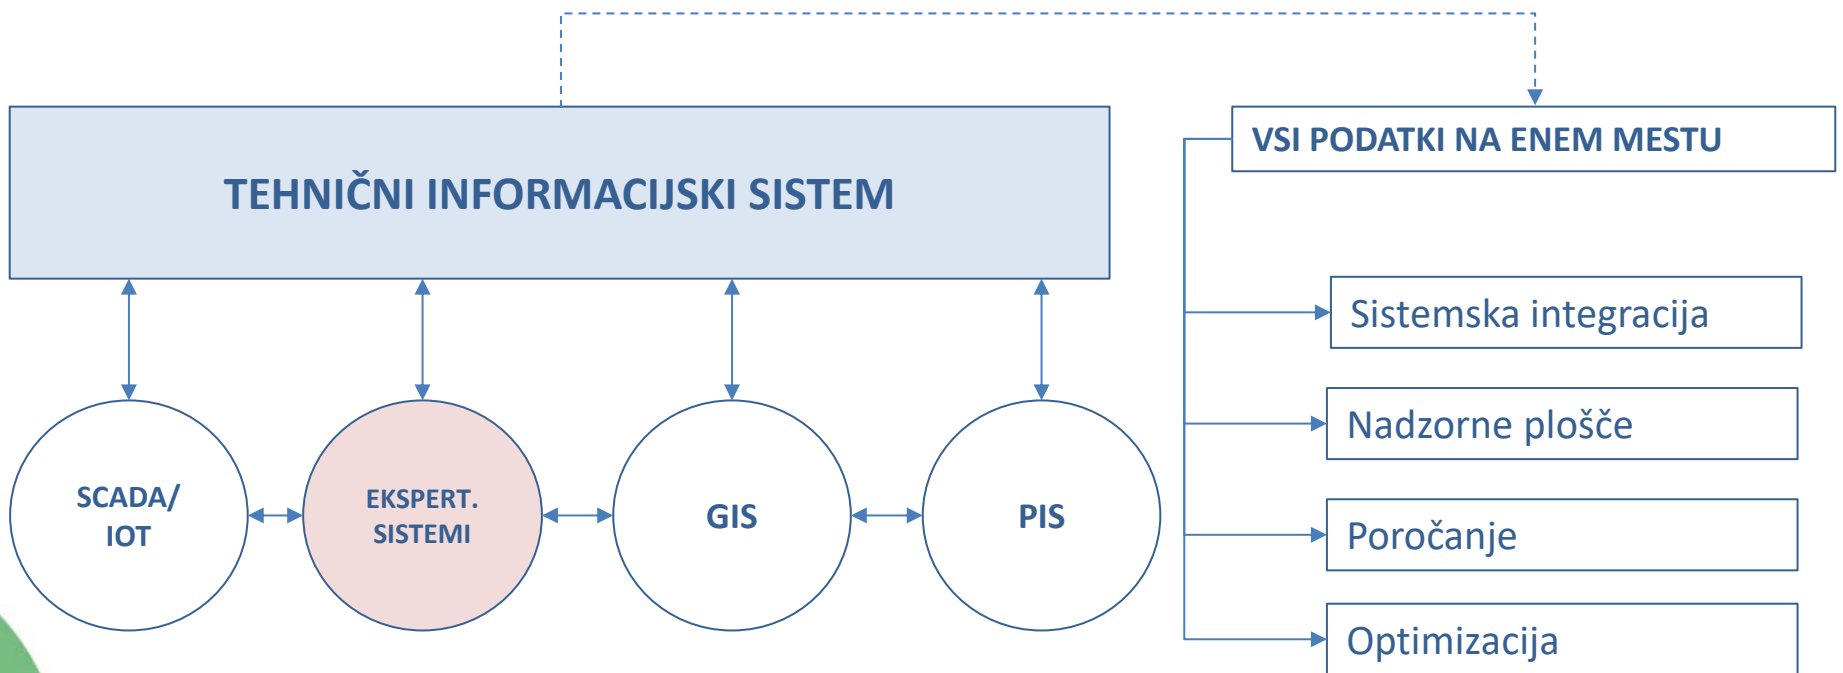 TEHNIČNI INFORMACIJSKI SISTEM
SCADA/
IOT
EKSPERT.
SISTEMI
GIS
PIS
VSI PODATKI NA ENEM MESTU
Sistemska integracija
Nadzorne plošče
Poročanje
Optimizacija